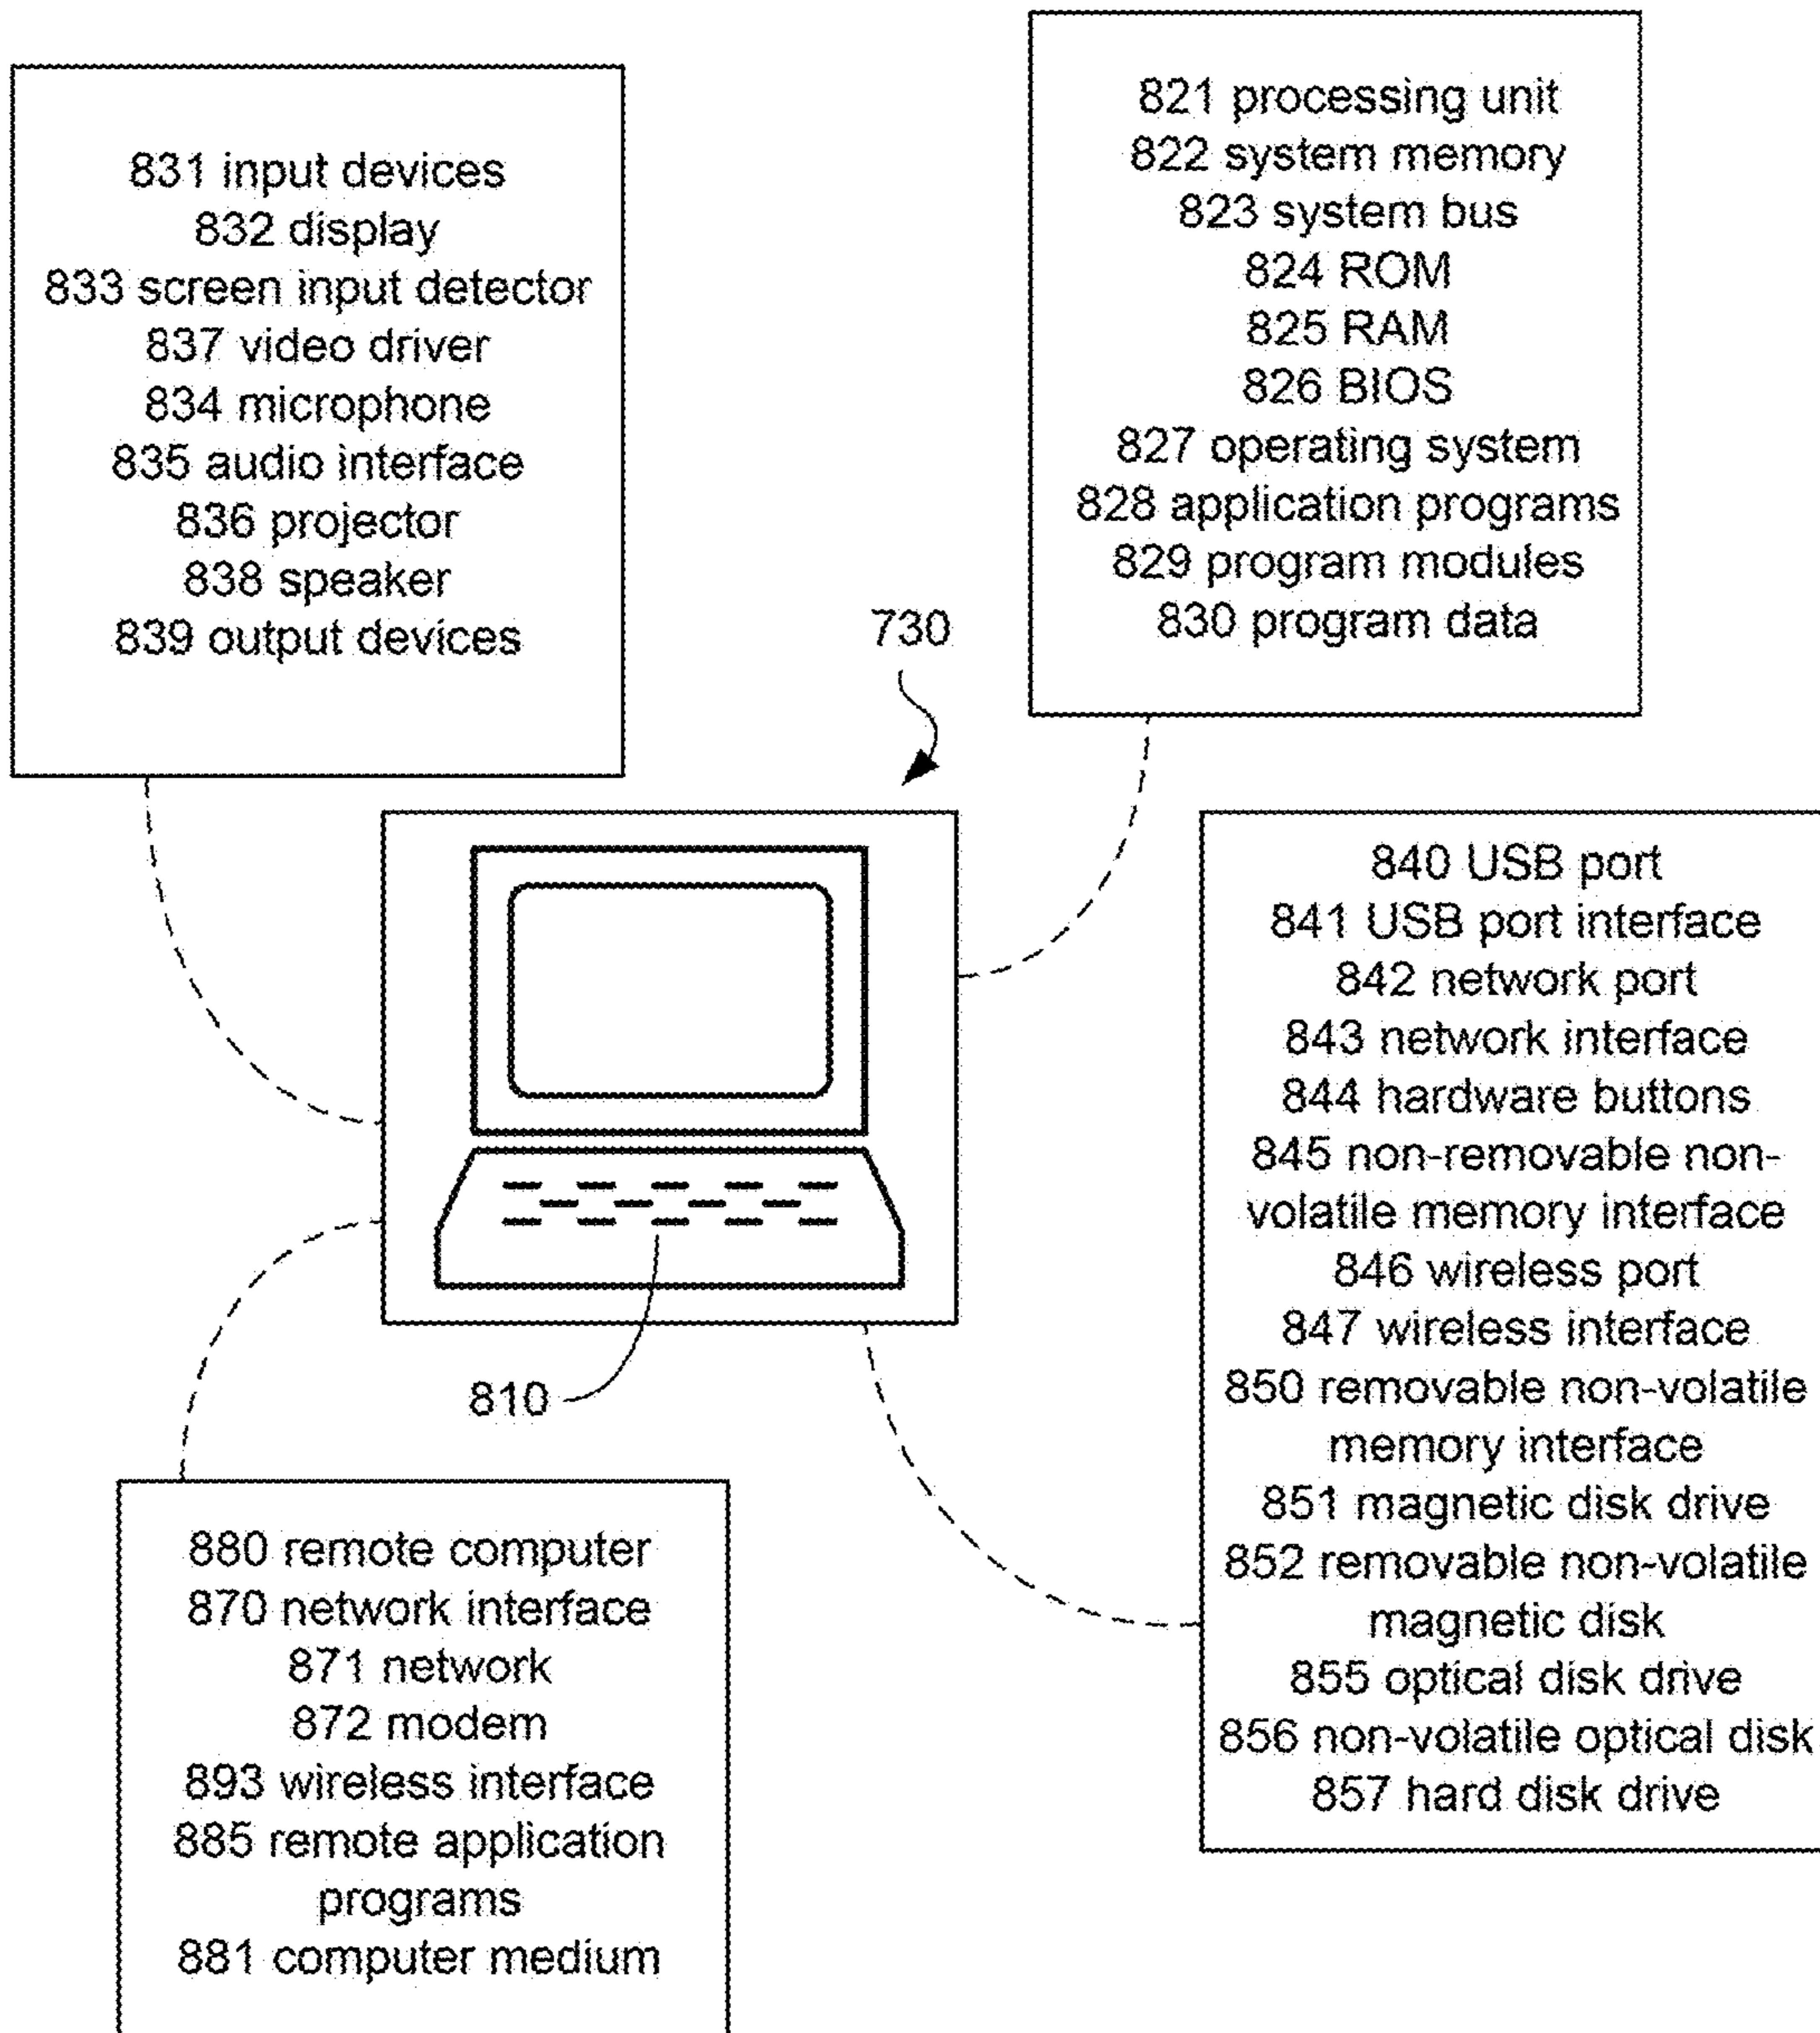 831 input devices
832 display
833 screen input detector
837 video driver
834 microphone
835 audio interface
836 projector
838 speaker
839 output devices
821 processing unit
822 system memory
823 system bus
824 ROM
825 RAM
826 BIOS
827 operating system
828 application programs
829 program modules
830 program data
730
810
840 USB port
841 USB port interface
842 network port
843 network interface
844 hardware buttons
845 non-removable non-
volatile memory interface
846 wireless port
847 wireless interface
850 removable non-volatile
memory interface
851 magnetic disk drive
852 removable non-volatile
magnetic disk
855 optical disk drive
856 non-volatile optical disk
857 hard disk drive
880 remote computer
870 network interface
871 network
872 modem
893 wireless interface
885 remote application
programs
881 computer medium